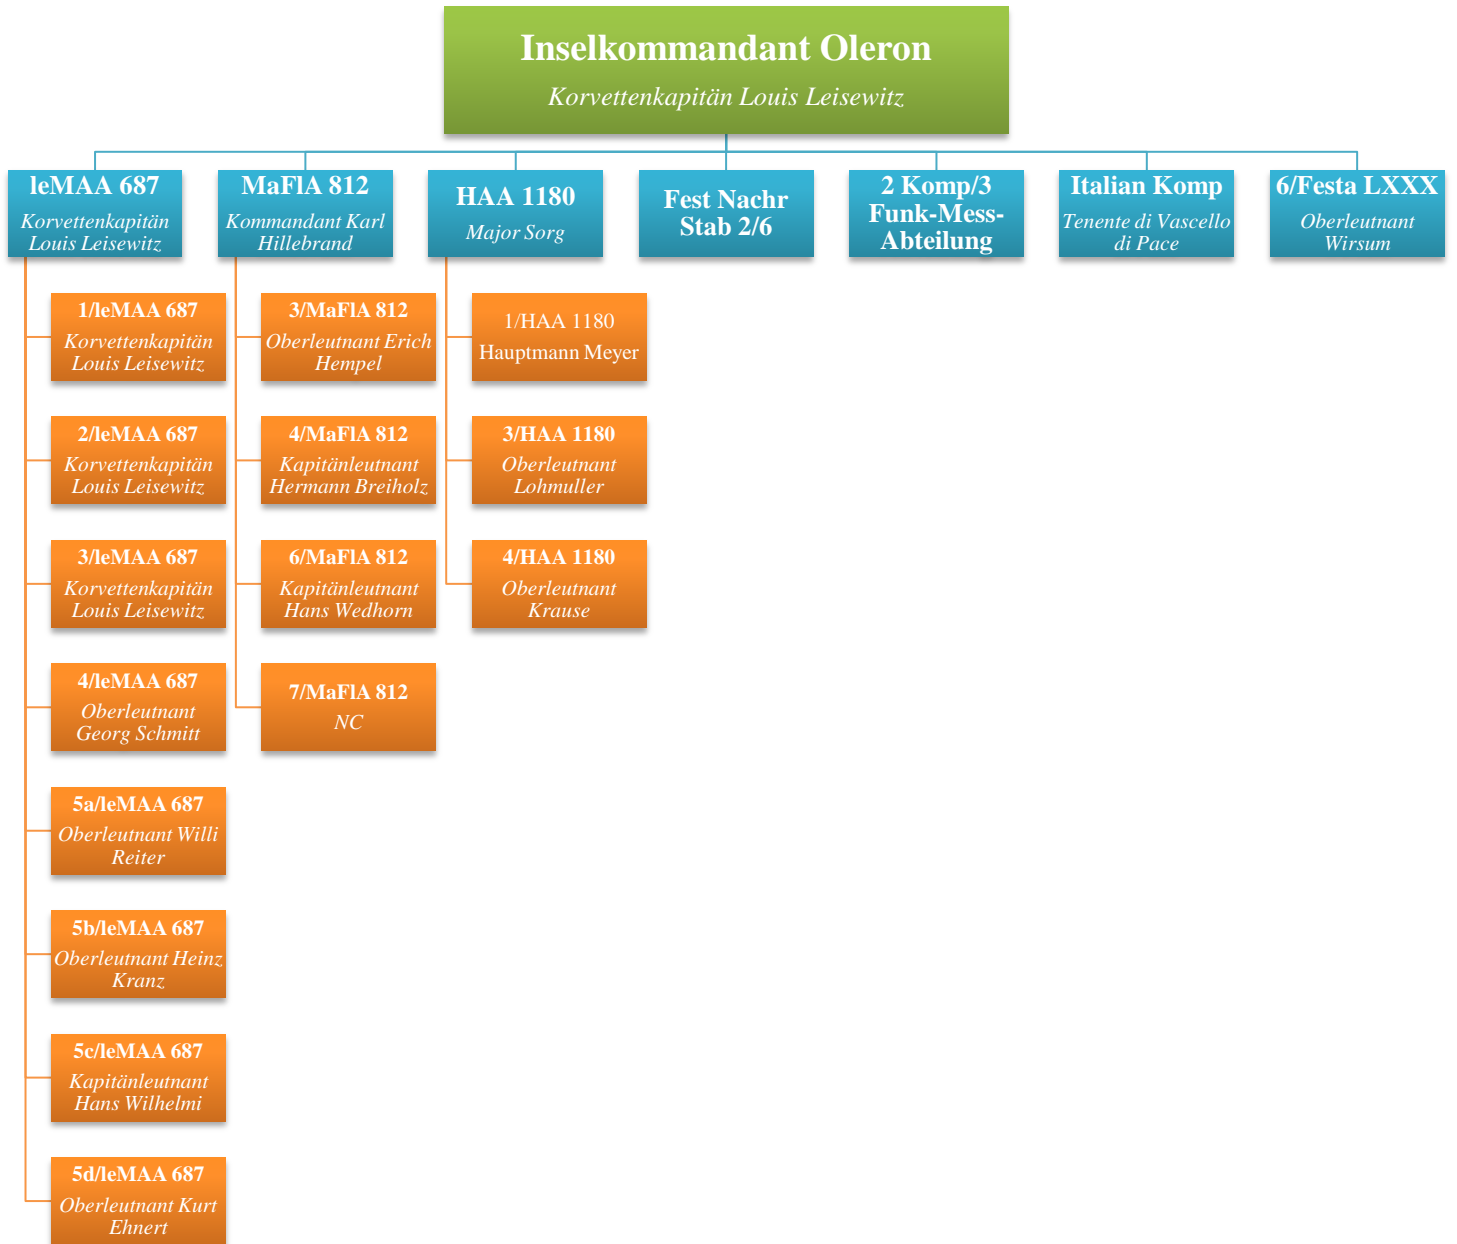 Inselkommandant Oleron
Korvettenkapitän Louis Leisewitz
leMAA 687
Korvettenkapitän
Louis Leisewitz
MaFlA 812
Kommandant Karl
Hillebrand
HAA 1180
Major Sorg
Fest Nachr
Stab 2/6
2 Komp/3
Funk-Mess-
Abteilung
Italian Komp
Tenente di Vascello
di Pace
6/Festa LXXX
Oberleutnant
Wirsum
1/leMAA 687
Korvettenkapitän
Louis Leisewitz
2/leMAA 687
Korvettenkapitän
Louis Leisewitz
3/leMAA 687
Korvettenkapitän
Louis Leisewitz
4/leMAA 687
Oberleutnant
Georg Schmitt
5a/leMAA 687
Oberleutnant Willi
Reiter
5b/leMAA 687
Oberleutnant Heinz
Kranz
5c/leMAA 687
Kapitänleutnant
Hans Wilhelmi
5d/leMAA 687
Oberleutnant Kurt
Ehnert
3/MaFlA 812
Oberleutnant Erich
Hempel
4/MaFlA 812
Kapitänleutnant
Hermann Breiholz
6/MaFlA 812
Kapitänleutnant
Hans Wedhorn
7/MaFlA 812
NC
1/HAA 1180
Hauptmann Meyer
3/HAA 1180
Oberleutnant
Lohmuller
4/HAA 1180
Oberleutnant
Krause